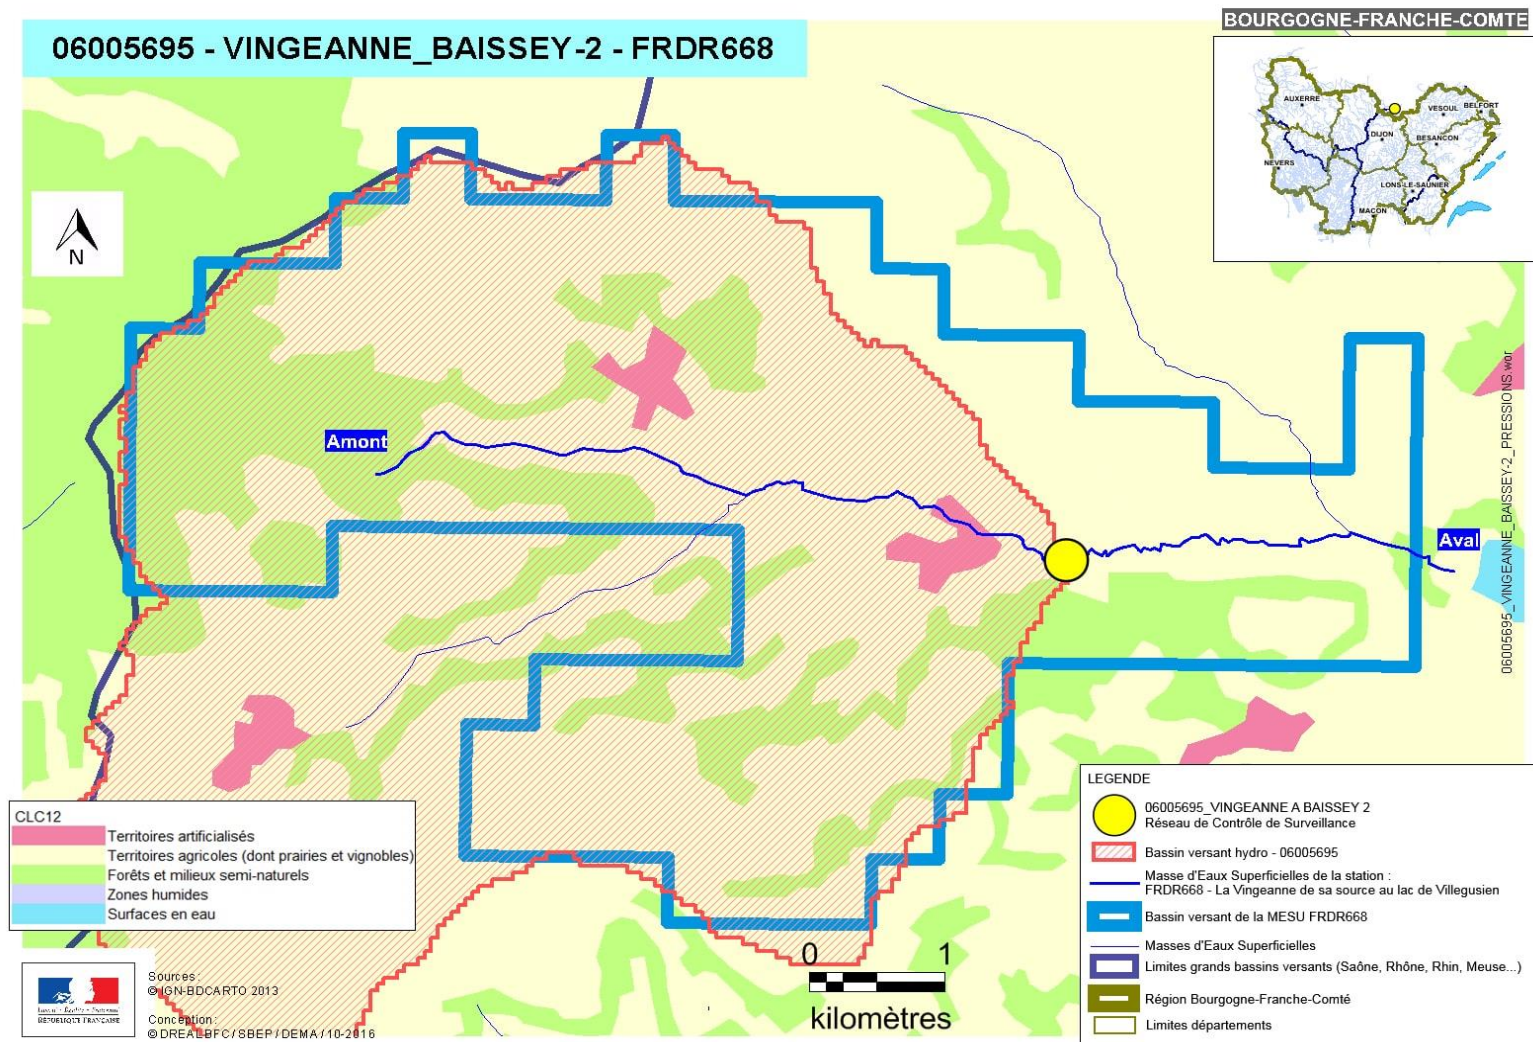 BOURGOGNE-FRANCHE-COMTE
06005695 - VINGEANNE_BAISSEY-2 - FRDR668
AUXERRE
VESOUL
BELFORT
DIJON
BESANCON
NEVERS
LONS-LE-SAUNIER
MACON
N
Amont
Aval
06005695_VINGEANNE_BAISSEY-2_PRESSIONS.wor
CLC12
Territoires artificialisés
Territoires agricoles (dont prairies et vignobles)
Forêts et milieux semi-naturels
Zones humides
Surfaces en eau
LEGENDE
06005695_VINGEANNE A BAISSEY 2
Réseau de Contrôle de Surveillance
Bassin versant hydro - 06005695
Masse d'Eaux Superficielles de la station :
FRDR668 - La Vingeanne de sa source au lac de Villegusien
Bassin versant de la MESU FRDR668
Masses d'Eaux Superficielles
Limites grands bassins versants (Saône, Rhône, Rhin, Meuse...)
Région Bourgogne-Franche-Comté
Limites départements
0 1
kilomètres
RÉPUBLIQUE FRANÇAISE
Sources :
© IGN-BDCARTO 2013
Conception :
© DREAL BFC / SBEP / DEMA / 10-2016